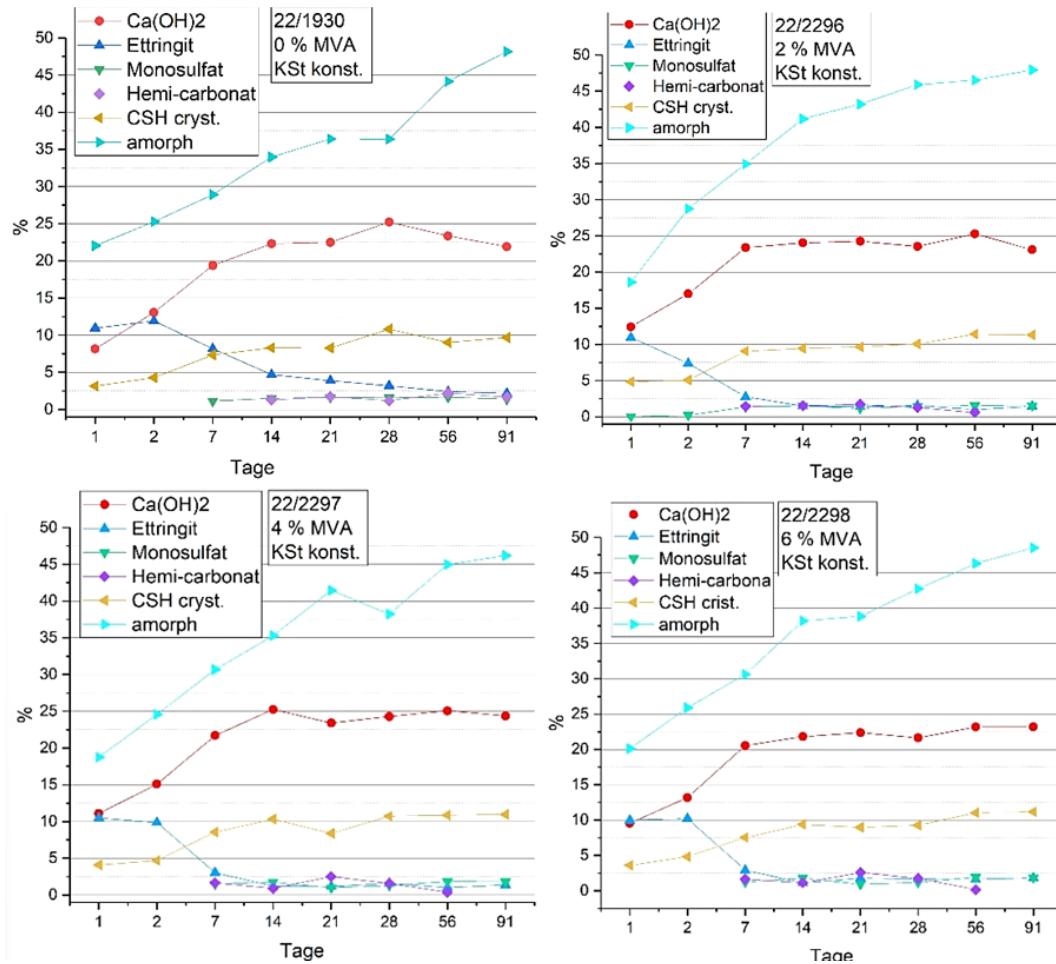 Ca(OH)2
Ettringit
Monosulfat
Hemi-carbonat
CSH cryst.
amorph
22/1930
0 % MVA
KSt konst.
50
45
40
35
30
25
20
15
10
5
0
%
1 2 7 14 21 28 56 91
Tage
Ca(OH)2
Ettringit
Monosulfat
Hemi-carbonat
CSH cryst.
amorph
22/2296
2 % MVA
KSt konst.
50
45
40
35
30
25
20
15
10
5
0
%
1 2 7 14 21 28 56 91
Tage
Ca(OH)2
Ettringit
Monosulfat
Hemi-carbonat
CSH cryst.
amorph
22/2297
4 % MVA
KSt konst.
50
45
40
35
30
25
20
15
10
5
0
%
1 2 7 14 21 28 56 91
Tage
Ca(OH)2
Ettringit
Monosulfat
Hemi-carbona
CSH crist.
amorph
22/2298
6 % MVA
KSt konst.
50
45
40
35
30
25
20
15
10
5
0
%
1 2 7 14 21 28 56 91
Tage